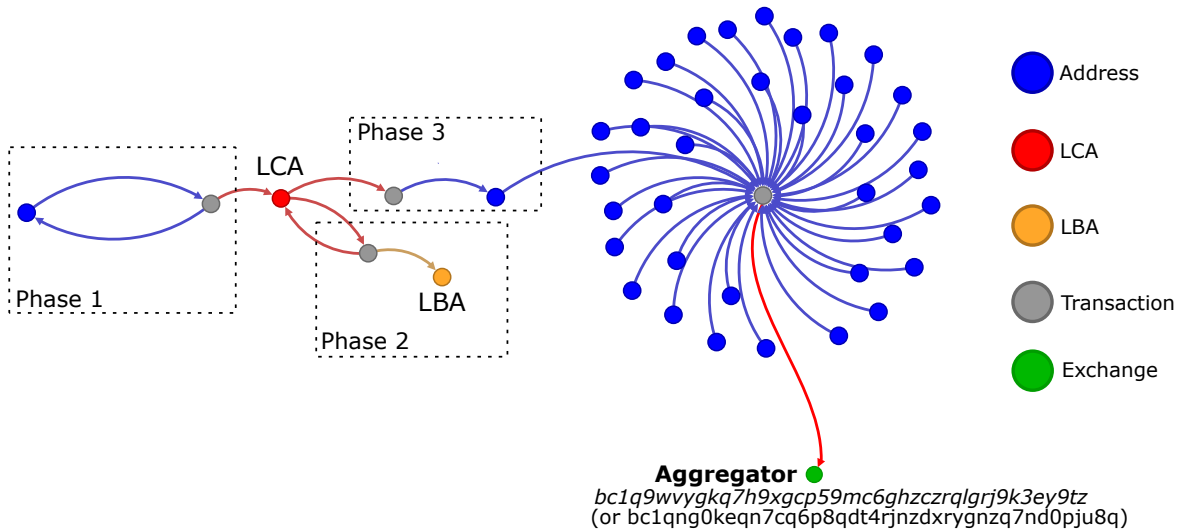 Phase 1
LCA
Phase 3
Phase 2
LBA
Address
LCA
LBA
Transaction
Exchange
Aggregator
bc1q9wvygkq7h9xgcp59mc6ghzczrqlgrj9k3ey9tz
(or bc1qng0keqn7cq6p8qdt4rjnzdxrygnzq7nd0pju8q)